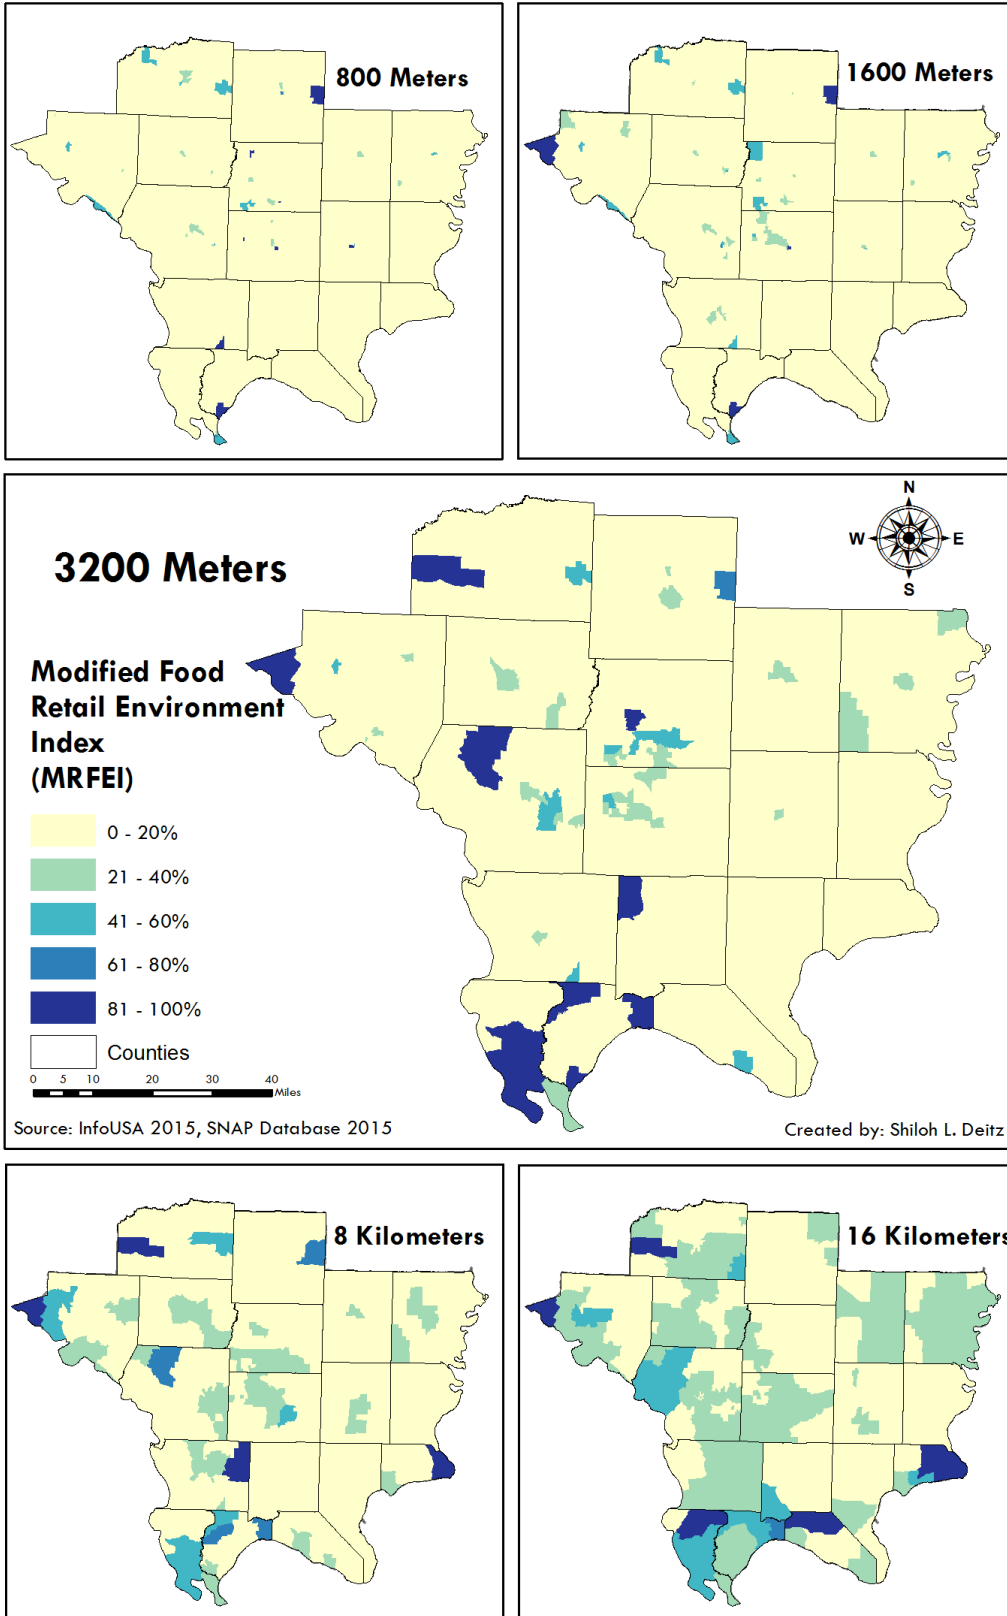 800 Meters
1600 Meters
3200 Meters
N
W
E
S
Modified Food
Retail Environment
Index
(MRFEI)
0 - 20%
21 - 40%
41 - 60%
61 - 80%
81 - 100%
Counties
0 5 10 20 30 40
Miles
Source: InfoUSA 2015, SNAP Database 2015
Created by: Shiloh L. Deitz
8 Kilometers
16 Kilometers